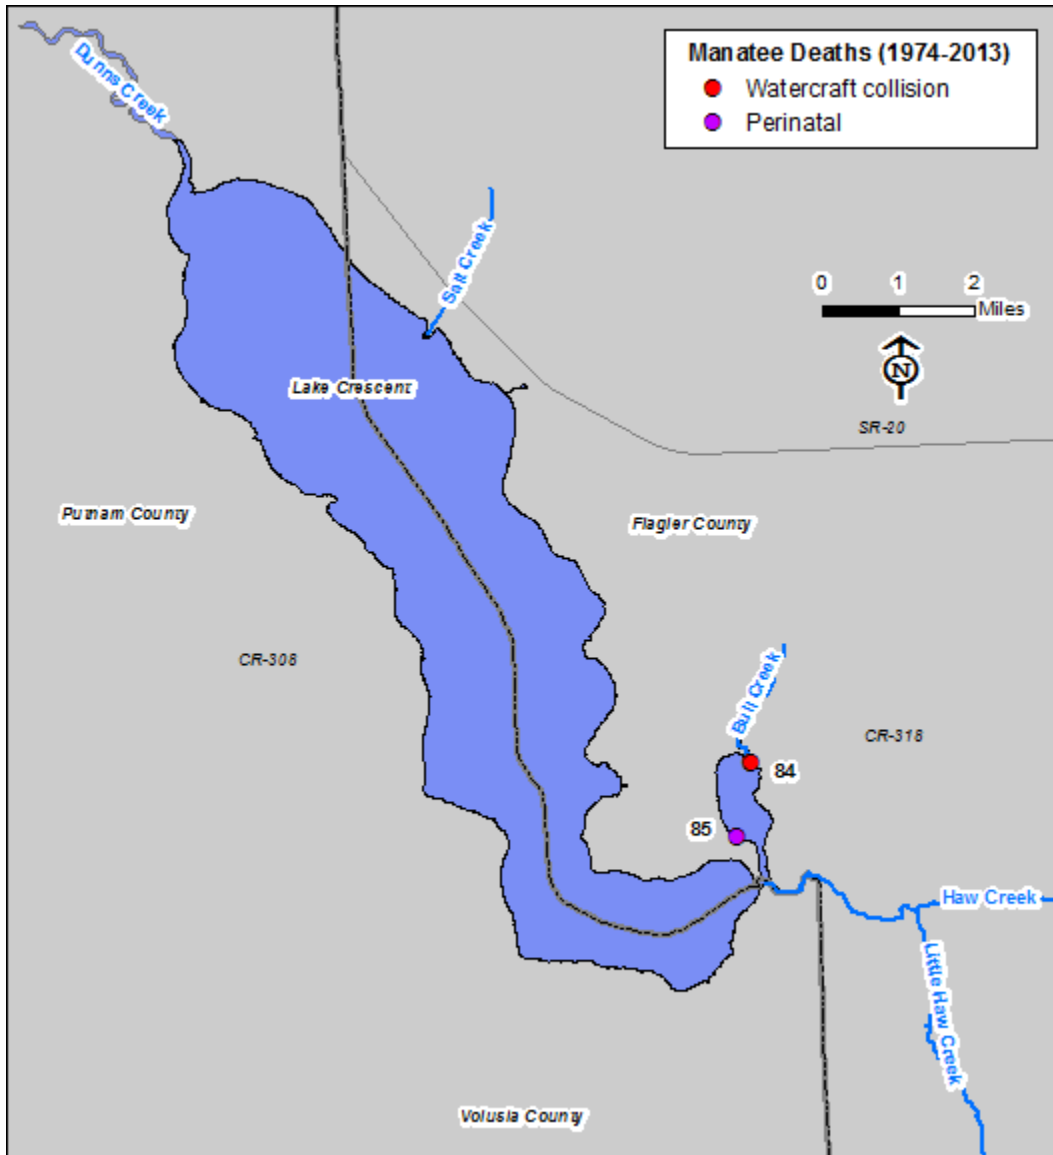 Manatee Deaths (1974-2013)
Watercraft collision
Perinatal
Dunns Creek
Salt Creek
0 1 2
Miles
N
Lake Crescent
SR-20
Putnam County
Flagler County
CR-308
Bull Creek
CR-318
84
85
Haw Creek
Little Haw Creek
Volusia County